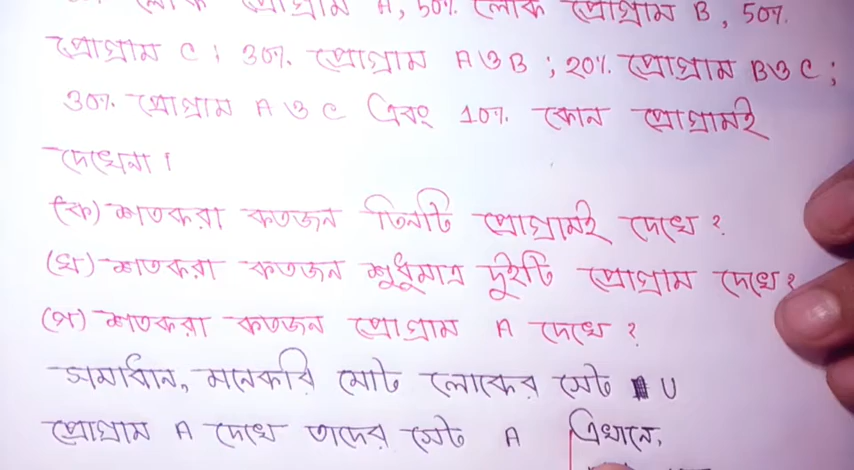 লোক প্রোগ্রাম A, 50% লোক প্রোগ্রাম B, 50%
প্রোগ্রাম C; 30% প্রোগ্রাম A ও B ; 20% প্রোগ্রাম B ও C;
30% প্রোগ্রাম A ও C এবং 10% কোন প্রোগ্রামই
দেখেনা।
(ক) শতকরা কতজন তিনটি প্রোগ্রামই দেখে ?
(খ) শতকরা কতজন শুধুমাত্র দুইটি প্রোগ্রাম দেখে ?
(গ) শতকরা কতজন প্রোগ্রাম A দেখে ?
সমাধান, মনেকরি মোট লোকের সেট U
প্রোগ্রাম A দেখে তাদের সেট A এখানে,